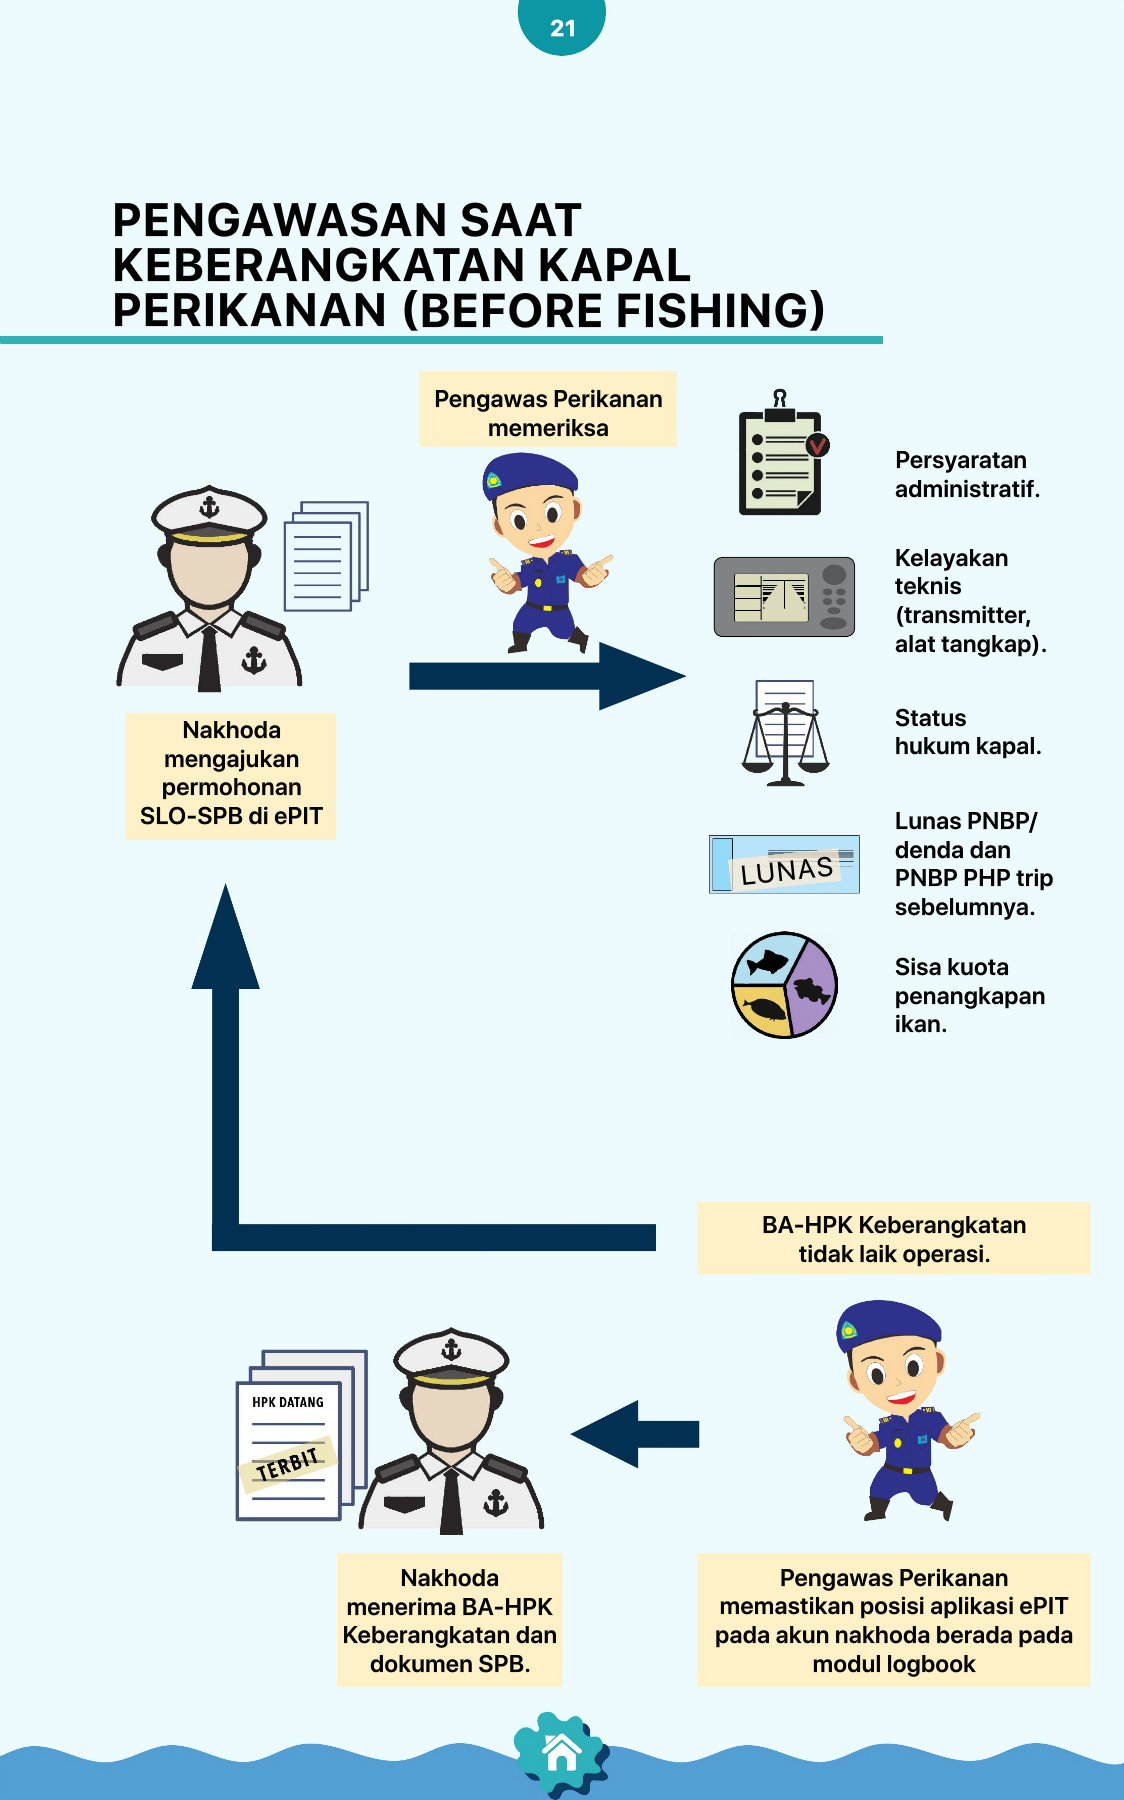 21
PENGAWASAN SAAT
KEBERANGKATAN KAPAL
PERIKANAN (BEFORE FISHING)
Pengawas Perikanan
memeriksa
Persyaratan
administratif.
Kelayakan
teknis
(transmitter,
alat tangkap).
Nakhoda
mengajukan
permohonan
SLO-SPB di ePIT
Status
hukum kapal.
LUNAS
Lunas PNBP/
denda dan
PNBP PHP trip
sebelumnya.
Sisa kuota
penangkapan
ikan.
BA-HPK Keberangkatan
tidak laik operasi.
HPK DATANG
TERBIT
Nakhoda
menerima BA-HPK
Keberangkatan dan
dokumen SPB.
Pengawas Perikanan
memastikan posisi aplikasi ePIT
pada akun nakhoda berada pada
modul logbook